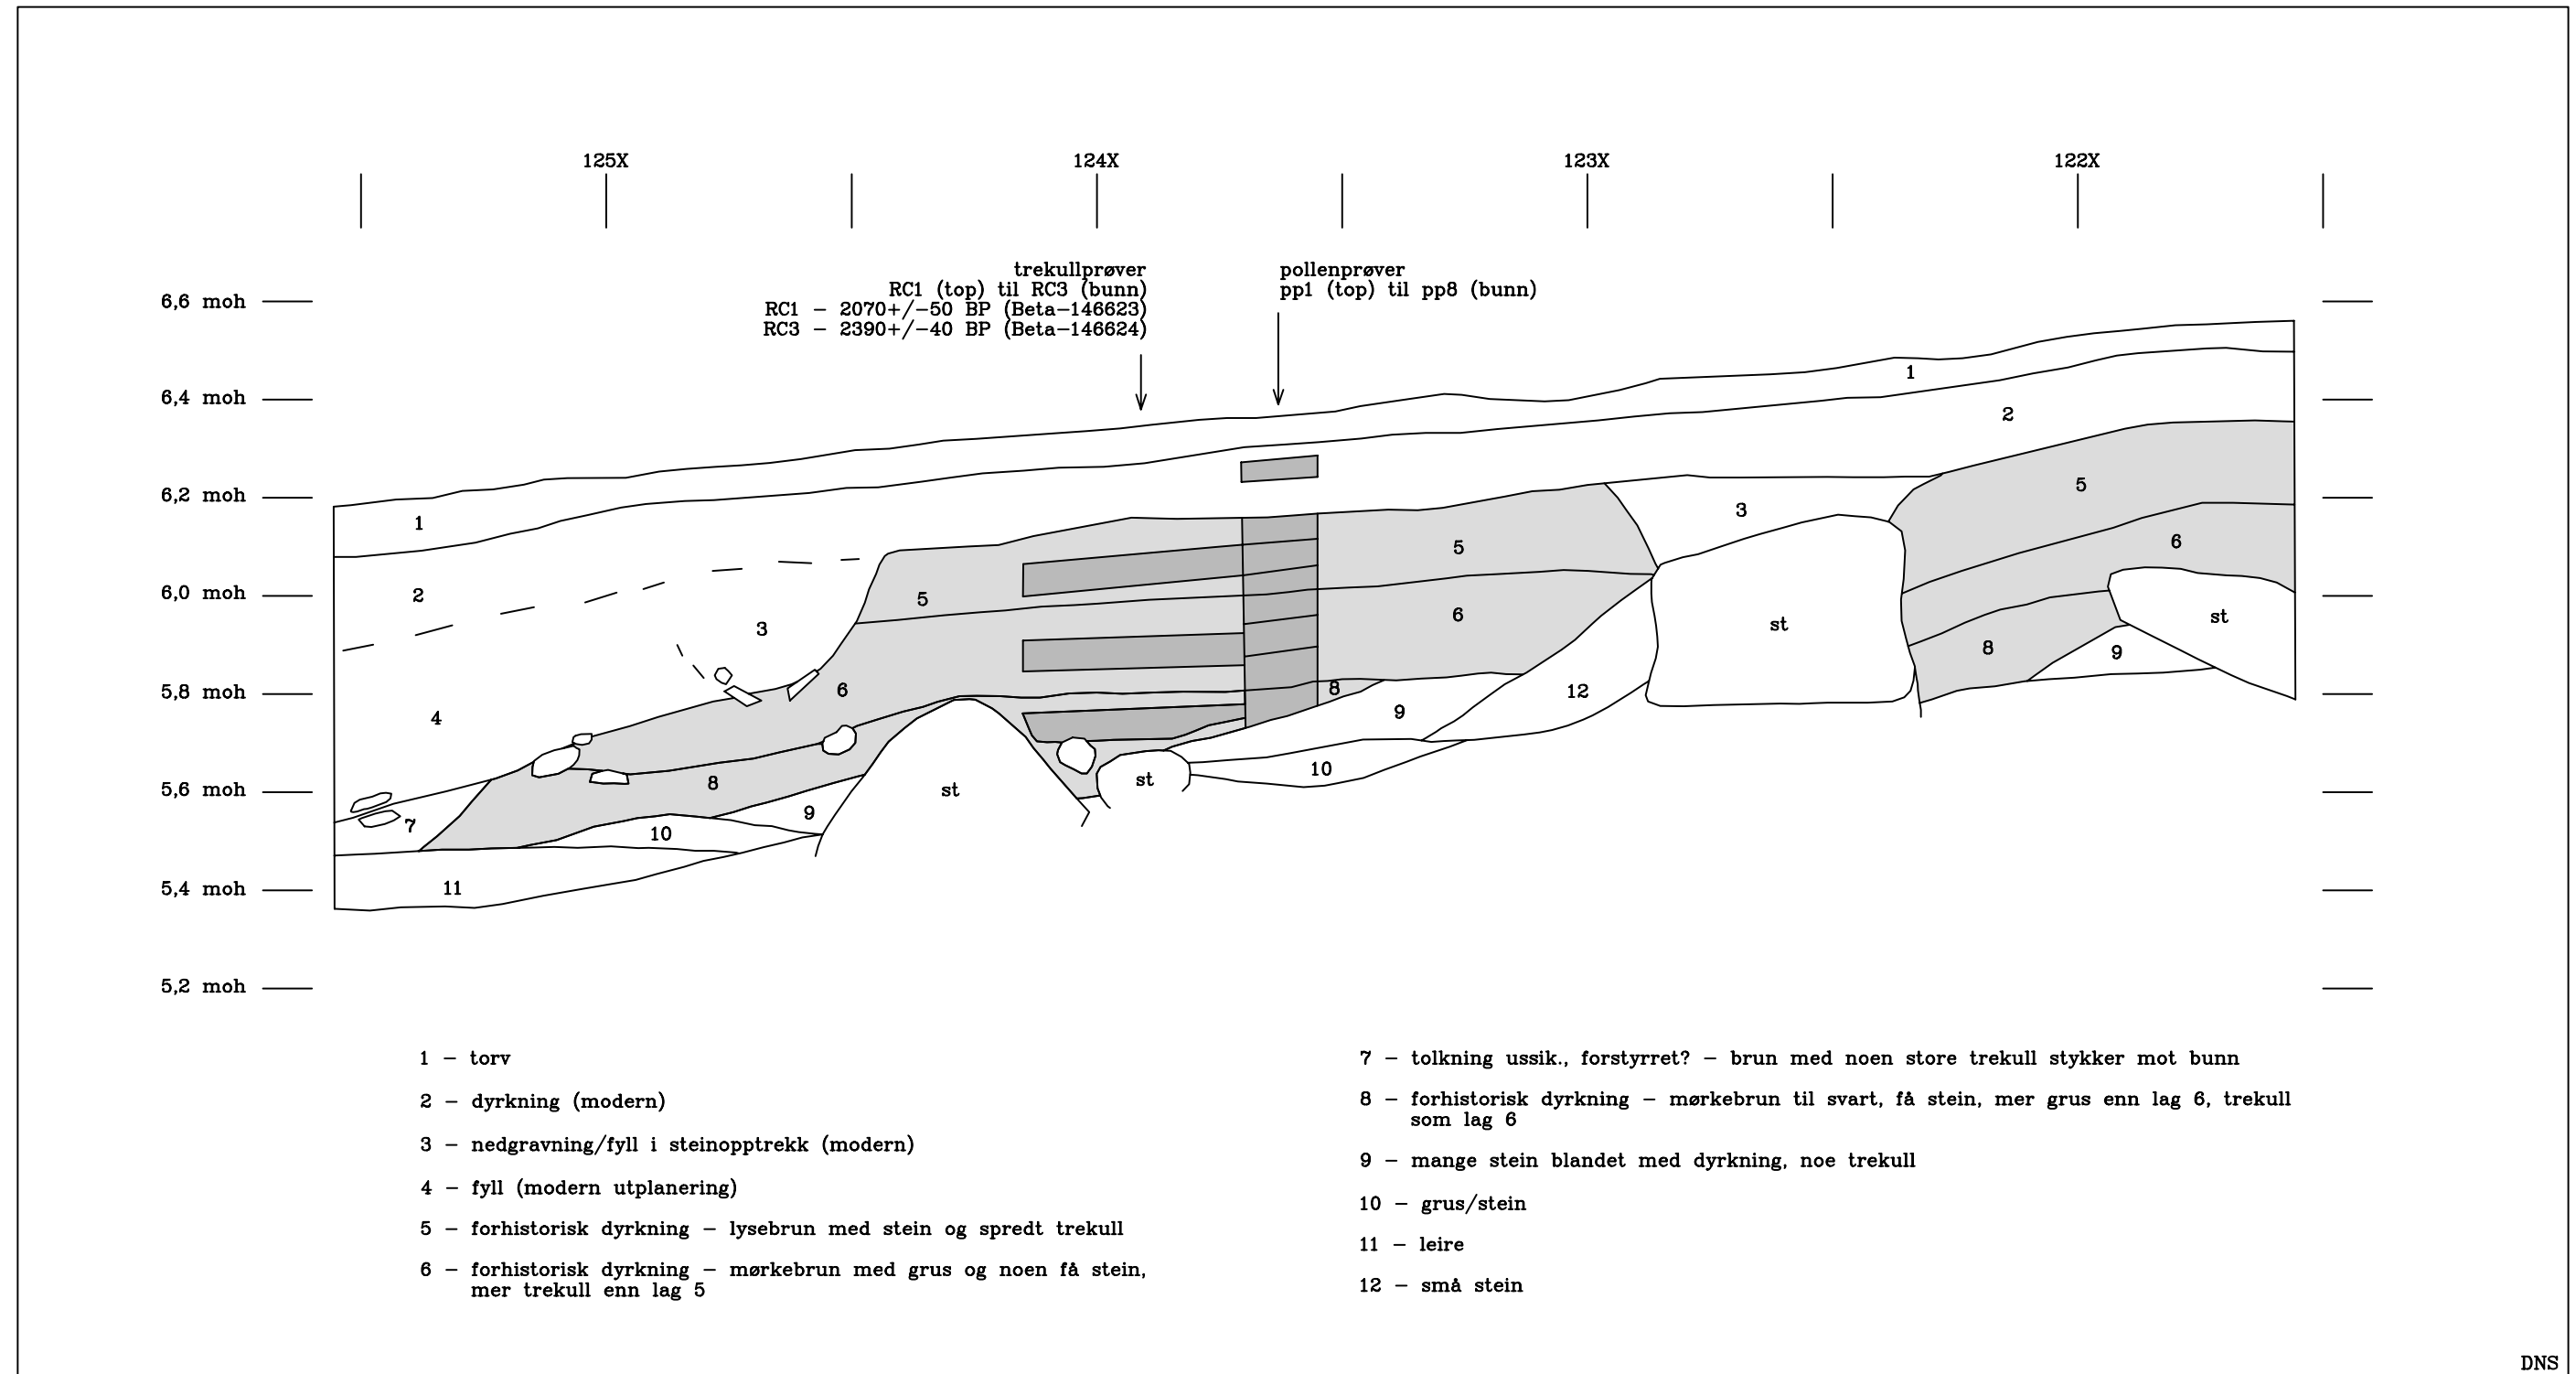 125X 124X 123X 122X
trekullprøver
RC1 (top) til RC3 (bunn)
RC1 - 2070+/-50 BP (Beta-146623)
RC3 - 2390+/-40 BP (Beta-146624)
pollenprøver
pp1 (top) til pp8 (bunn)
6,6 moh
6,4 moh
6,2 moh
6,0 moh
5,8 moh
5,6 moh
5,4 moh
5,2 moh
1
2
5
3
1
5
6
2
5
6
st
st
3
8
9
6
8
12
9
4
10
st
st
8
9
7
10
11
1 - torv
2 - dyrkning (modern)
3 - nedgravning/fyll i steinopptrekk (modern)
4 - fyll (modern utplanering)
5 - forhistorisk dyrkning - lysebrun med stein og spredt trekull
6 - forhistorisk dyrkning - mørkebrun med grus og noen få stein,
mer trekull enn lag 5
7 - tolkning ussik., forstyrret? - brun med noen store trekull stykker mot bunn
8 - forhistorisk dyrkning - mørkebrun til svart, få stein, mer grus enn lag 6, trekull
som lag 6
9 - mange stein blandet med dyrkning, noe trekull
10 - grus/stein
11 - leire
12 - små stein
DNS